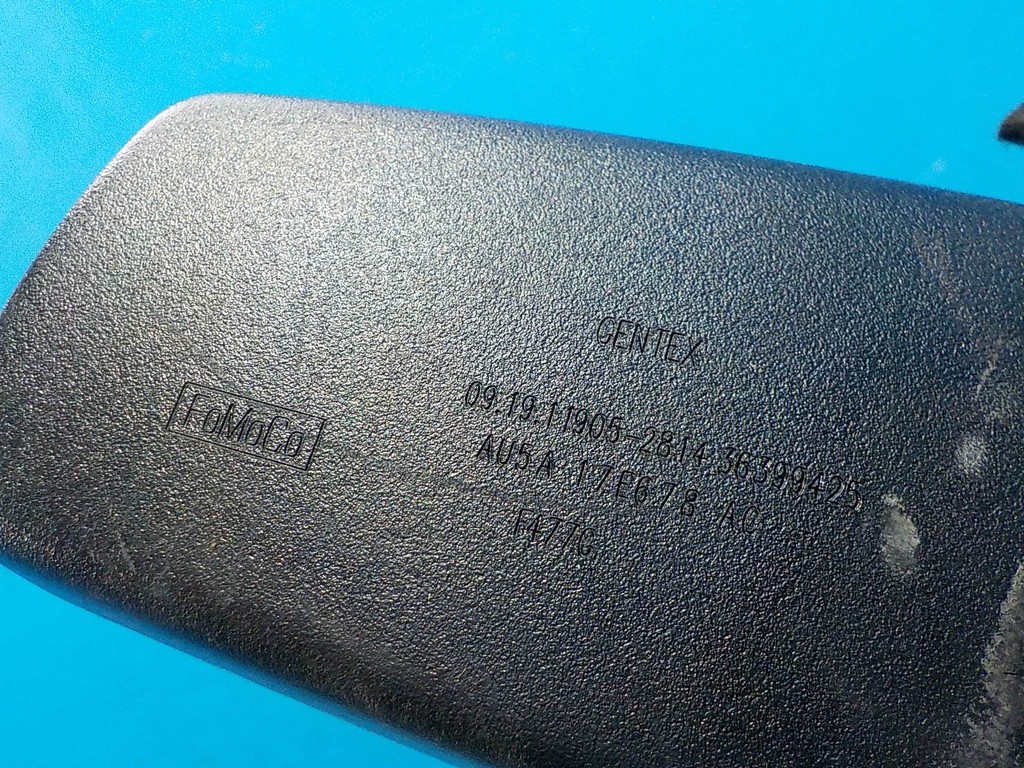 GENTEX
09.19.11905-2814 36399425
FoMoCo
AU5A 17E678 AC
F477C